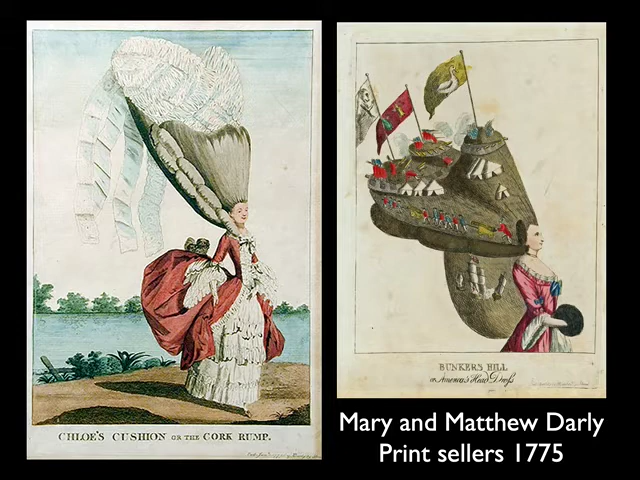 CHLOE'S CUSHION OR THE CORK RUMP.
BUNKERS HILL
or America's Head Dress
Mary and Matthew Darly
Print sellers 1775